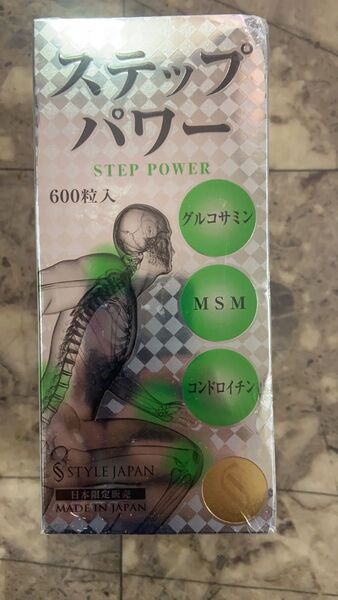 ステップ
パワー
STEP POWER
600粒入
グルコサミン
MSM
コンドロイチン
STYLE JAPAN
日本限定販売
MADE IN JAPAN